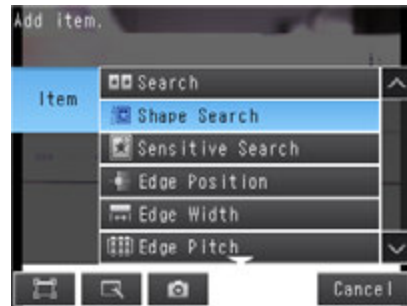 Add item.
Item
Search
Shape Search
Sensitive Search
Edge Position
Edge Width
Edge Pitch
Cancel